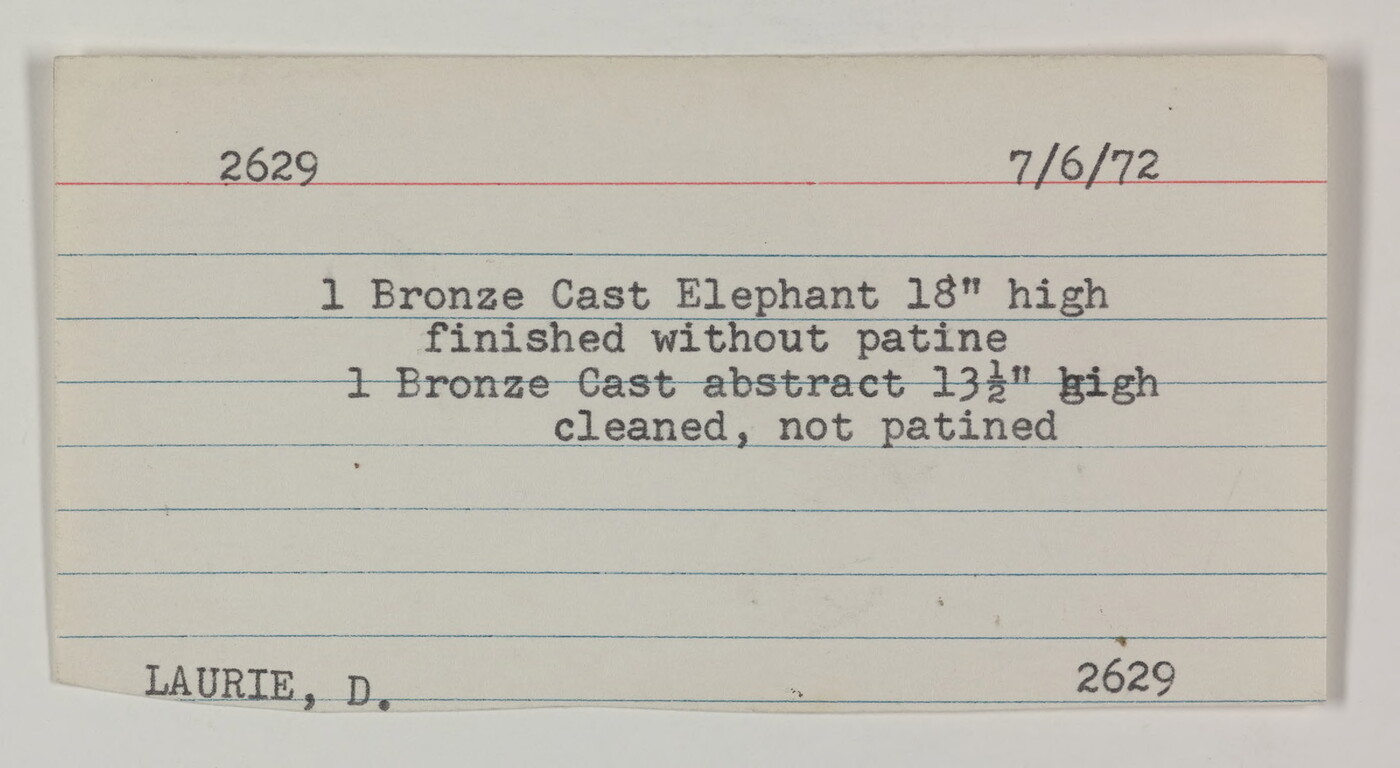 2629 7/6/72
1 Bronze Cast Elephant 18" high
finished without patine
1 Bronze Cast abstract 13½" high
cleaned, not patined
LAURIE, D. 2629